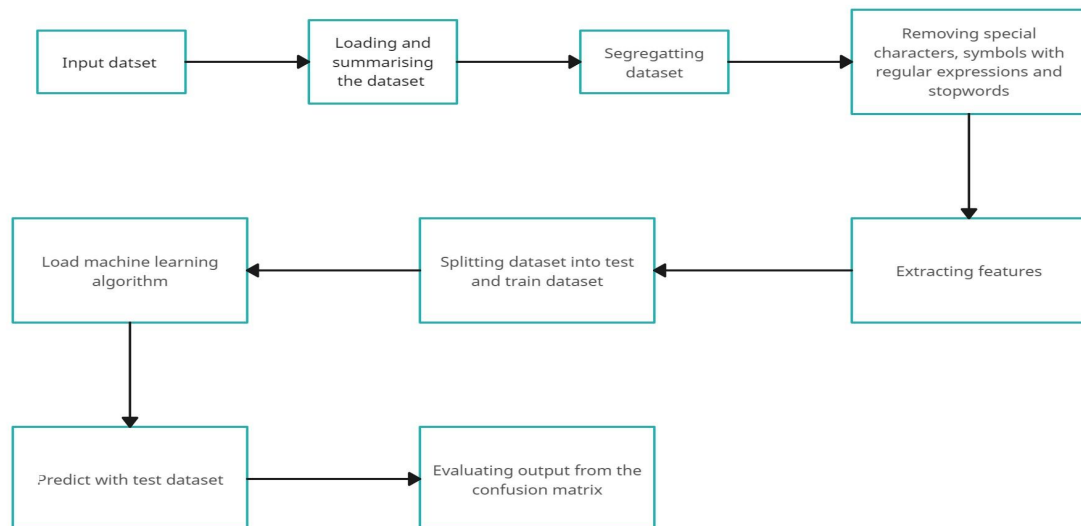 Input datset
Loading and
summarising
the dataset
Segregatting
dataset
Removing special
characters, symbols with
regular expressions and
stopwords
Extracting features
Splitting dataset into test
and train dataset
Load machine learning
algorithm
Predict with test dataset
Evaluating output from the
confusion matrix